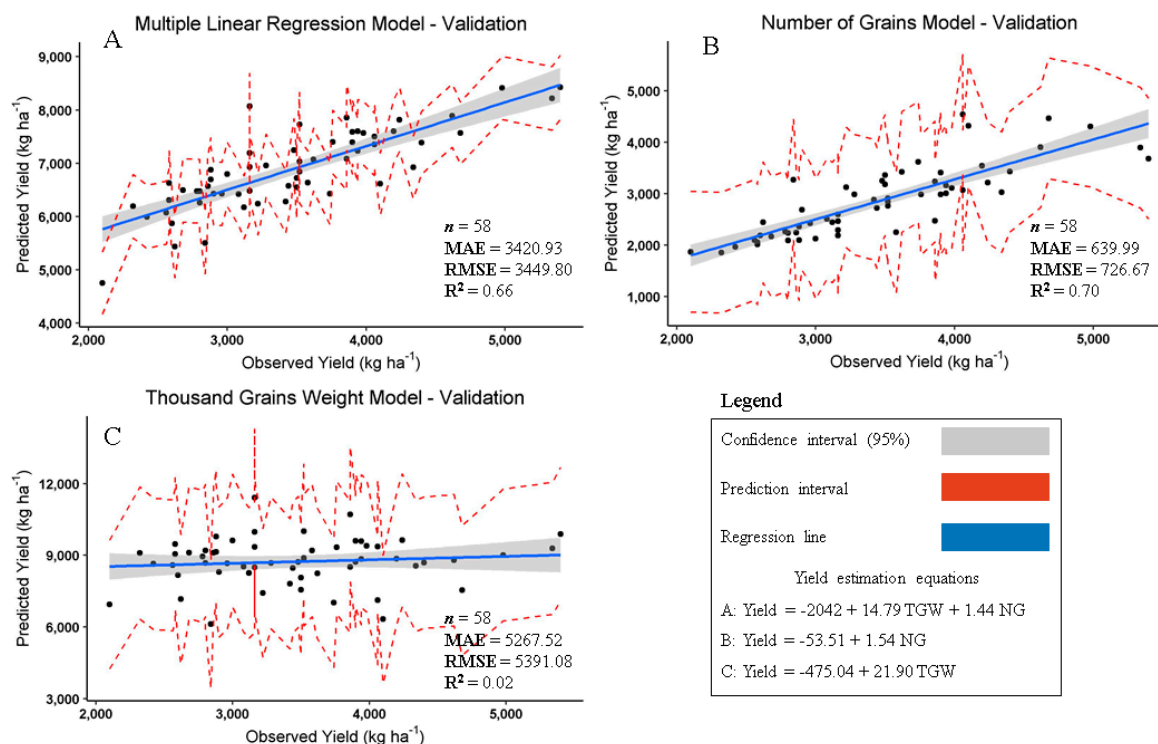 Multiple Linear Regression Model - Validation
A
Predicted Yield (kg ha-1)
9,000
8,000
7,000
6,000
5,000
4,000
n = 58
MAE = 3420.93
RMSE = 3449.80
R2 = 0.66
2,000 3,000 4,000 5,000
Observed Yield (kg ha-1)
Number of Grains Model - Validation
B
Predicted Yield (kg ha-1)
5,000
4,000
3,000
2,000
1,000
n = 58
MAE = 639.99
RMSE = 726.67
R2 = 0.70
2,000 3,000 4,000 5,000
Observed Yield (kg ha-1)
Thousand Grains Weight Model - Validation
C
Predicted Yield (kg ha-1)
12,000
9,000
6,000
3,000
n = 58
MAE = 5267.52
RMSE = 5391.08
R2 = 0.02
2,000 3,000 4,000 5,000
Observed Yield (kg ha-1)
Legend
Confidence interval (95%)
Prediction interval
Regression line
Yield estimation equations
A: Yield = -2042 + 14.79 TGW + 1.44 NG
B: Yield = -53.51 + 1.54 NG
C: Yield = -475.04 + 21.90 TGW